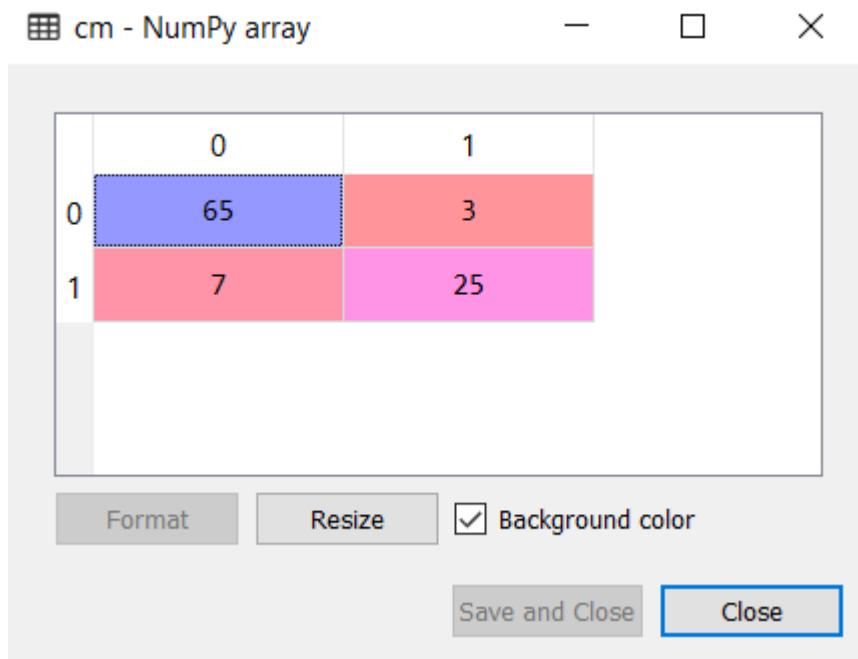 cm - NumPy array
0 1
0 65 3
1 7 25
Format Resize Background color
Save and Close Close